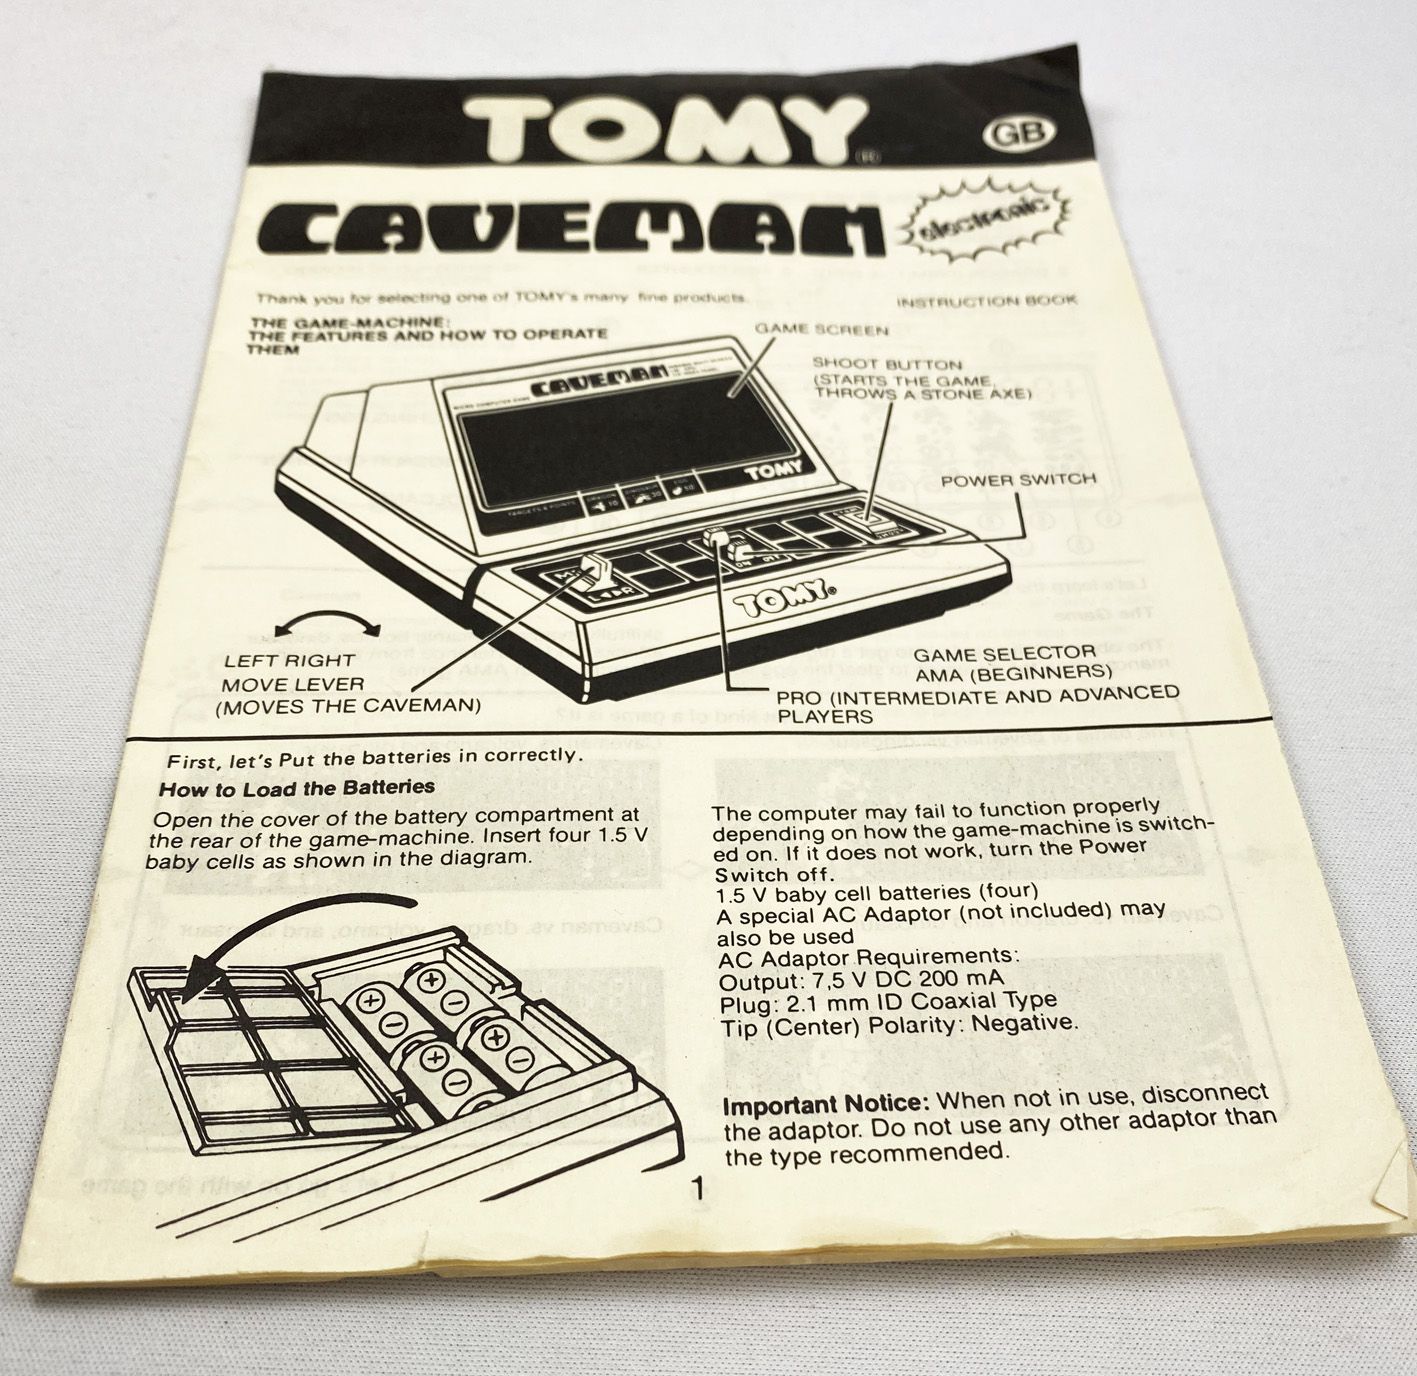 TOMY®
GB
CAVEMAN
electronic
Thank you for selecting one of TOMY's many fine products.
INSTRUCTION BOOK
THE GAME-MACHINE:
THE FEATURES AND HOW TO OPERATE
THEM
GAME SCREEN
SHOOT BUTTON
(STARTS THE GAME,
THROWS A STONE AXE)
POWER SWITCH
CAVEMAN
TOMY
TOMY®
LEFT RIGHT
MOVE LEVER
(MOVES THE CAVEMAN)
GAME SELECTOR
AMA (BEGINNERS)
PRO (INTERMEDIATE AND ADVANCED
PLAYERS
First, let's Put the batteries in correctly.
How to Load the Batteries
Open the cover of the battery compartment at
the rear of the game-machine. Insert four 1.5 V
baby cells as shown in the diagram.
The computer may fail to function properly
depending on how the game-machine is switch-
ed on. If it does not work, turn the Power
Switch off.
1.5 V baby cell batteries (four)
A special AC Adaptor (not included) may
also be used
AC Adaptor Requirements:
Output: 7,5 V DC 200 mA
Plug: 2.1 mm ID Coaxial Type
Tip (Center) Polarity: Negative.
Important Notice: When not in use, disconnect
the adaptor. Do not use any other adaptor than
the type recommended.
1